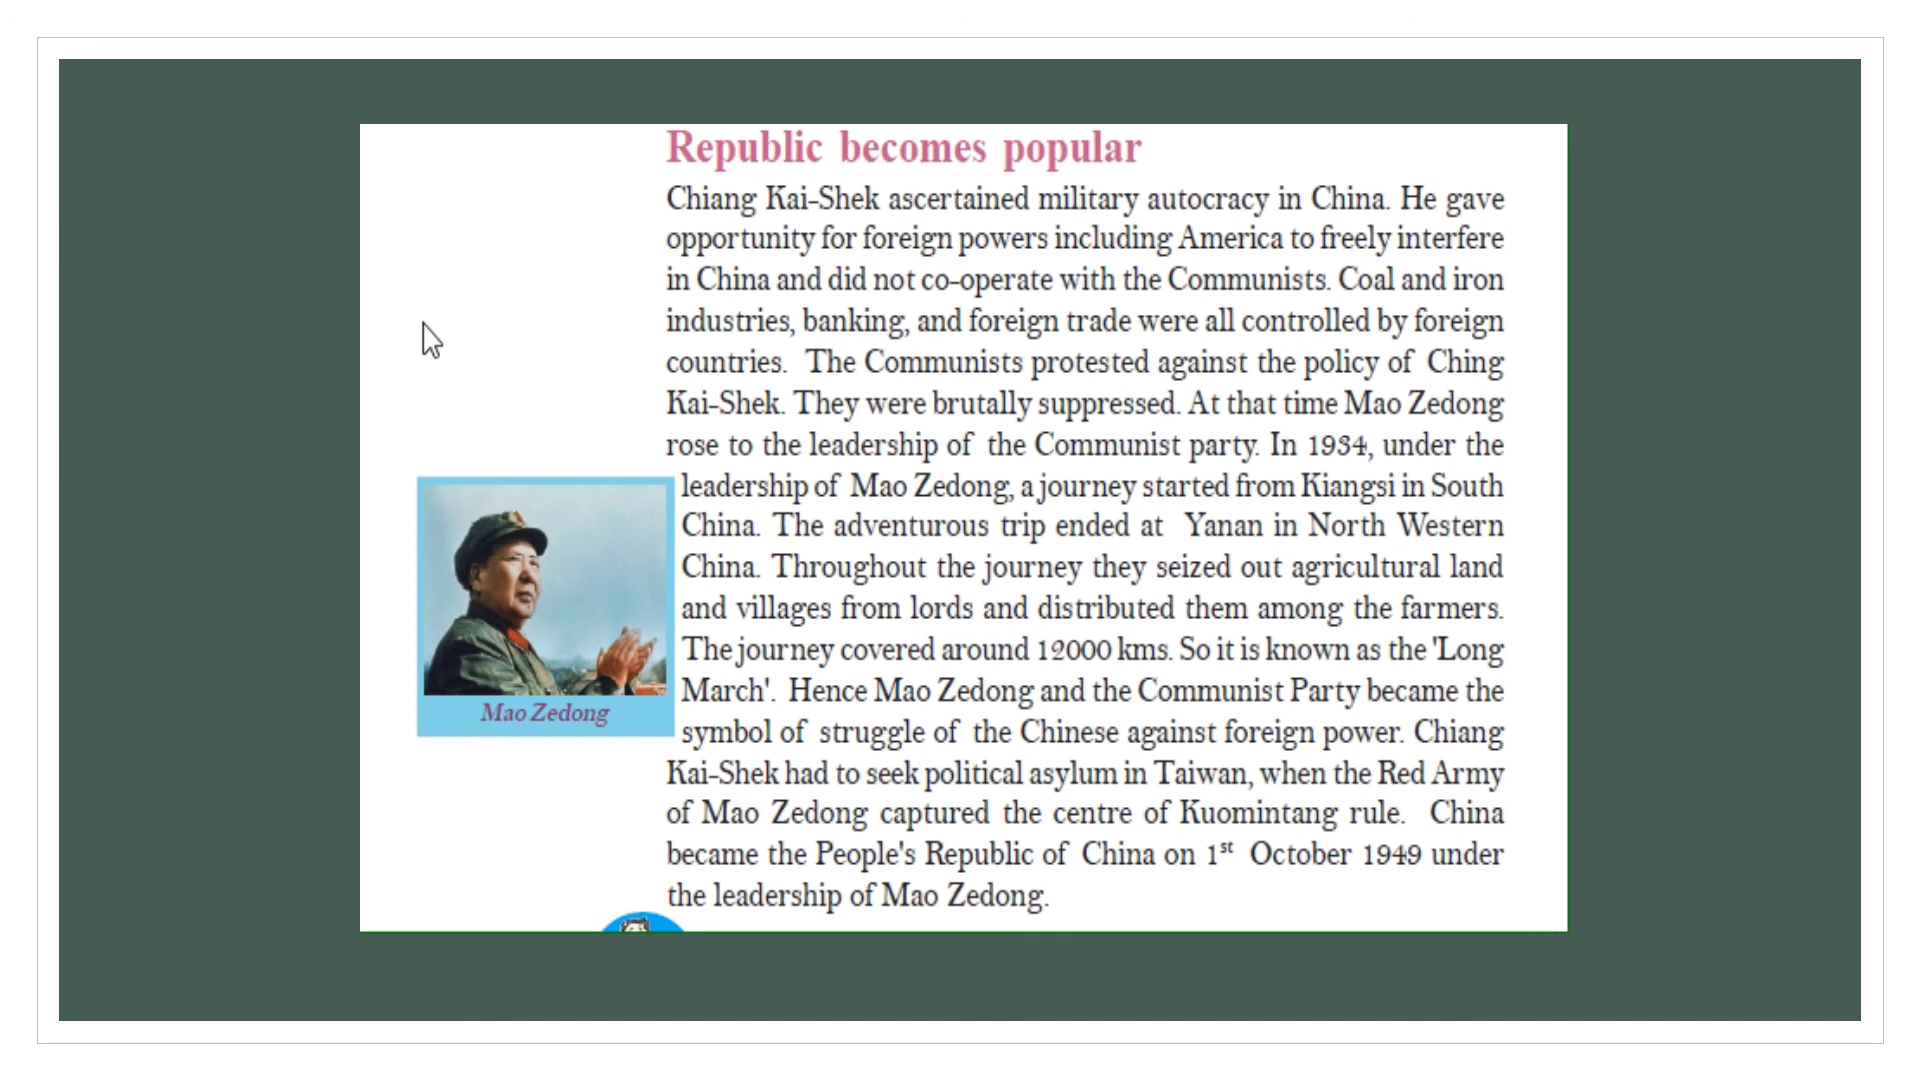 Republic becomes popular
Chiang Kai-Shek ascertained military autocracy in China. He gave
opportunity for foreign powers including America to freely interfere
in China and did not co-operate with the Communists. Coal and iron
industries, banking, and foreign trade were all controlled by foreign
countries. The Communists protested against the policy of Ching
Kai-Shek. They were brutally suppressed. At that time Mao Zedong
rose to the leadership of the Communist party. In 1934, under the
leadership of Mao Zedong, a journey started from Kiangsi in South
China. The adventurous trip ended at Yanan in North Western
China. Throughout the journey they seized out agricultural land
and villages from lords and distributed them among the farmers.
The journey covered around 12000 kms. So it is known as the 'Long
March'. Hence Mao Zedong and the Communist Party became the
symbol of struggle of the Chinese against foreign power. Chiang
Kai-Shek had to seek political asylum in Taiwan, when the Red Army
of Mao Zedong captured the centre of Kuomintang rule. China
became the People's Republic of China on 1st October 1949 under
the leadership of Mao Zedong.
Mao Zedong